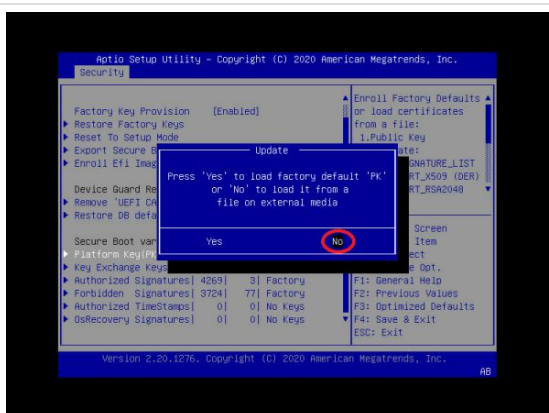 Aptio Setup Utility – Copyright (C) 2020 American Megatrends, Inc.
Security
Factory Key Provision [Enabled]
Restore Factory Keys
Reset To Setup Mode
Export Secure B
Enroll Efi Imag
Device Guard Re
Remove 'UEFI CA
Restore DB defa
Secure Boot var
Platform Key(PK
Key Exchange Keys
Authorized Signatures| 4269| 3| Factory
Forbidden Signatures| 3724| 77| Factory
Authorized TimeStamps| 0| 0| No Keys
OsRecovery Signatures| 0| 0| No Keys
Update
Press 'Yes' to load factory default 'PK'
or 'No' to load it from a
file on external media
Yes No
Enroll Factory Defaults
or load certificates
from a file:
1.Public Key
ate:
GNATURE_LIST
RT_X509 (DER)
RT_RSA2048
Screen
Item
ect
e Opt.
F1: General Help
F2: Previous Values
F3: Optimized Defaults
F4: Save & Exit
ESC: Exit
Version 2.20.1276. Copyright (C) 2020 American Megatrends, Inc.
AB